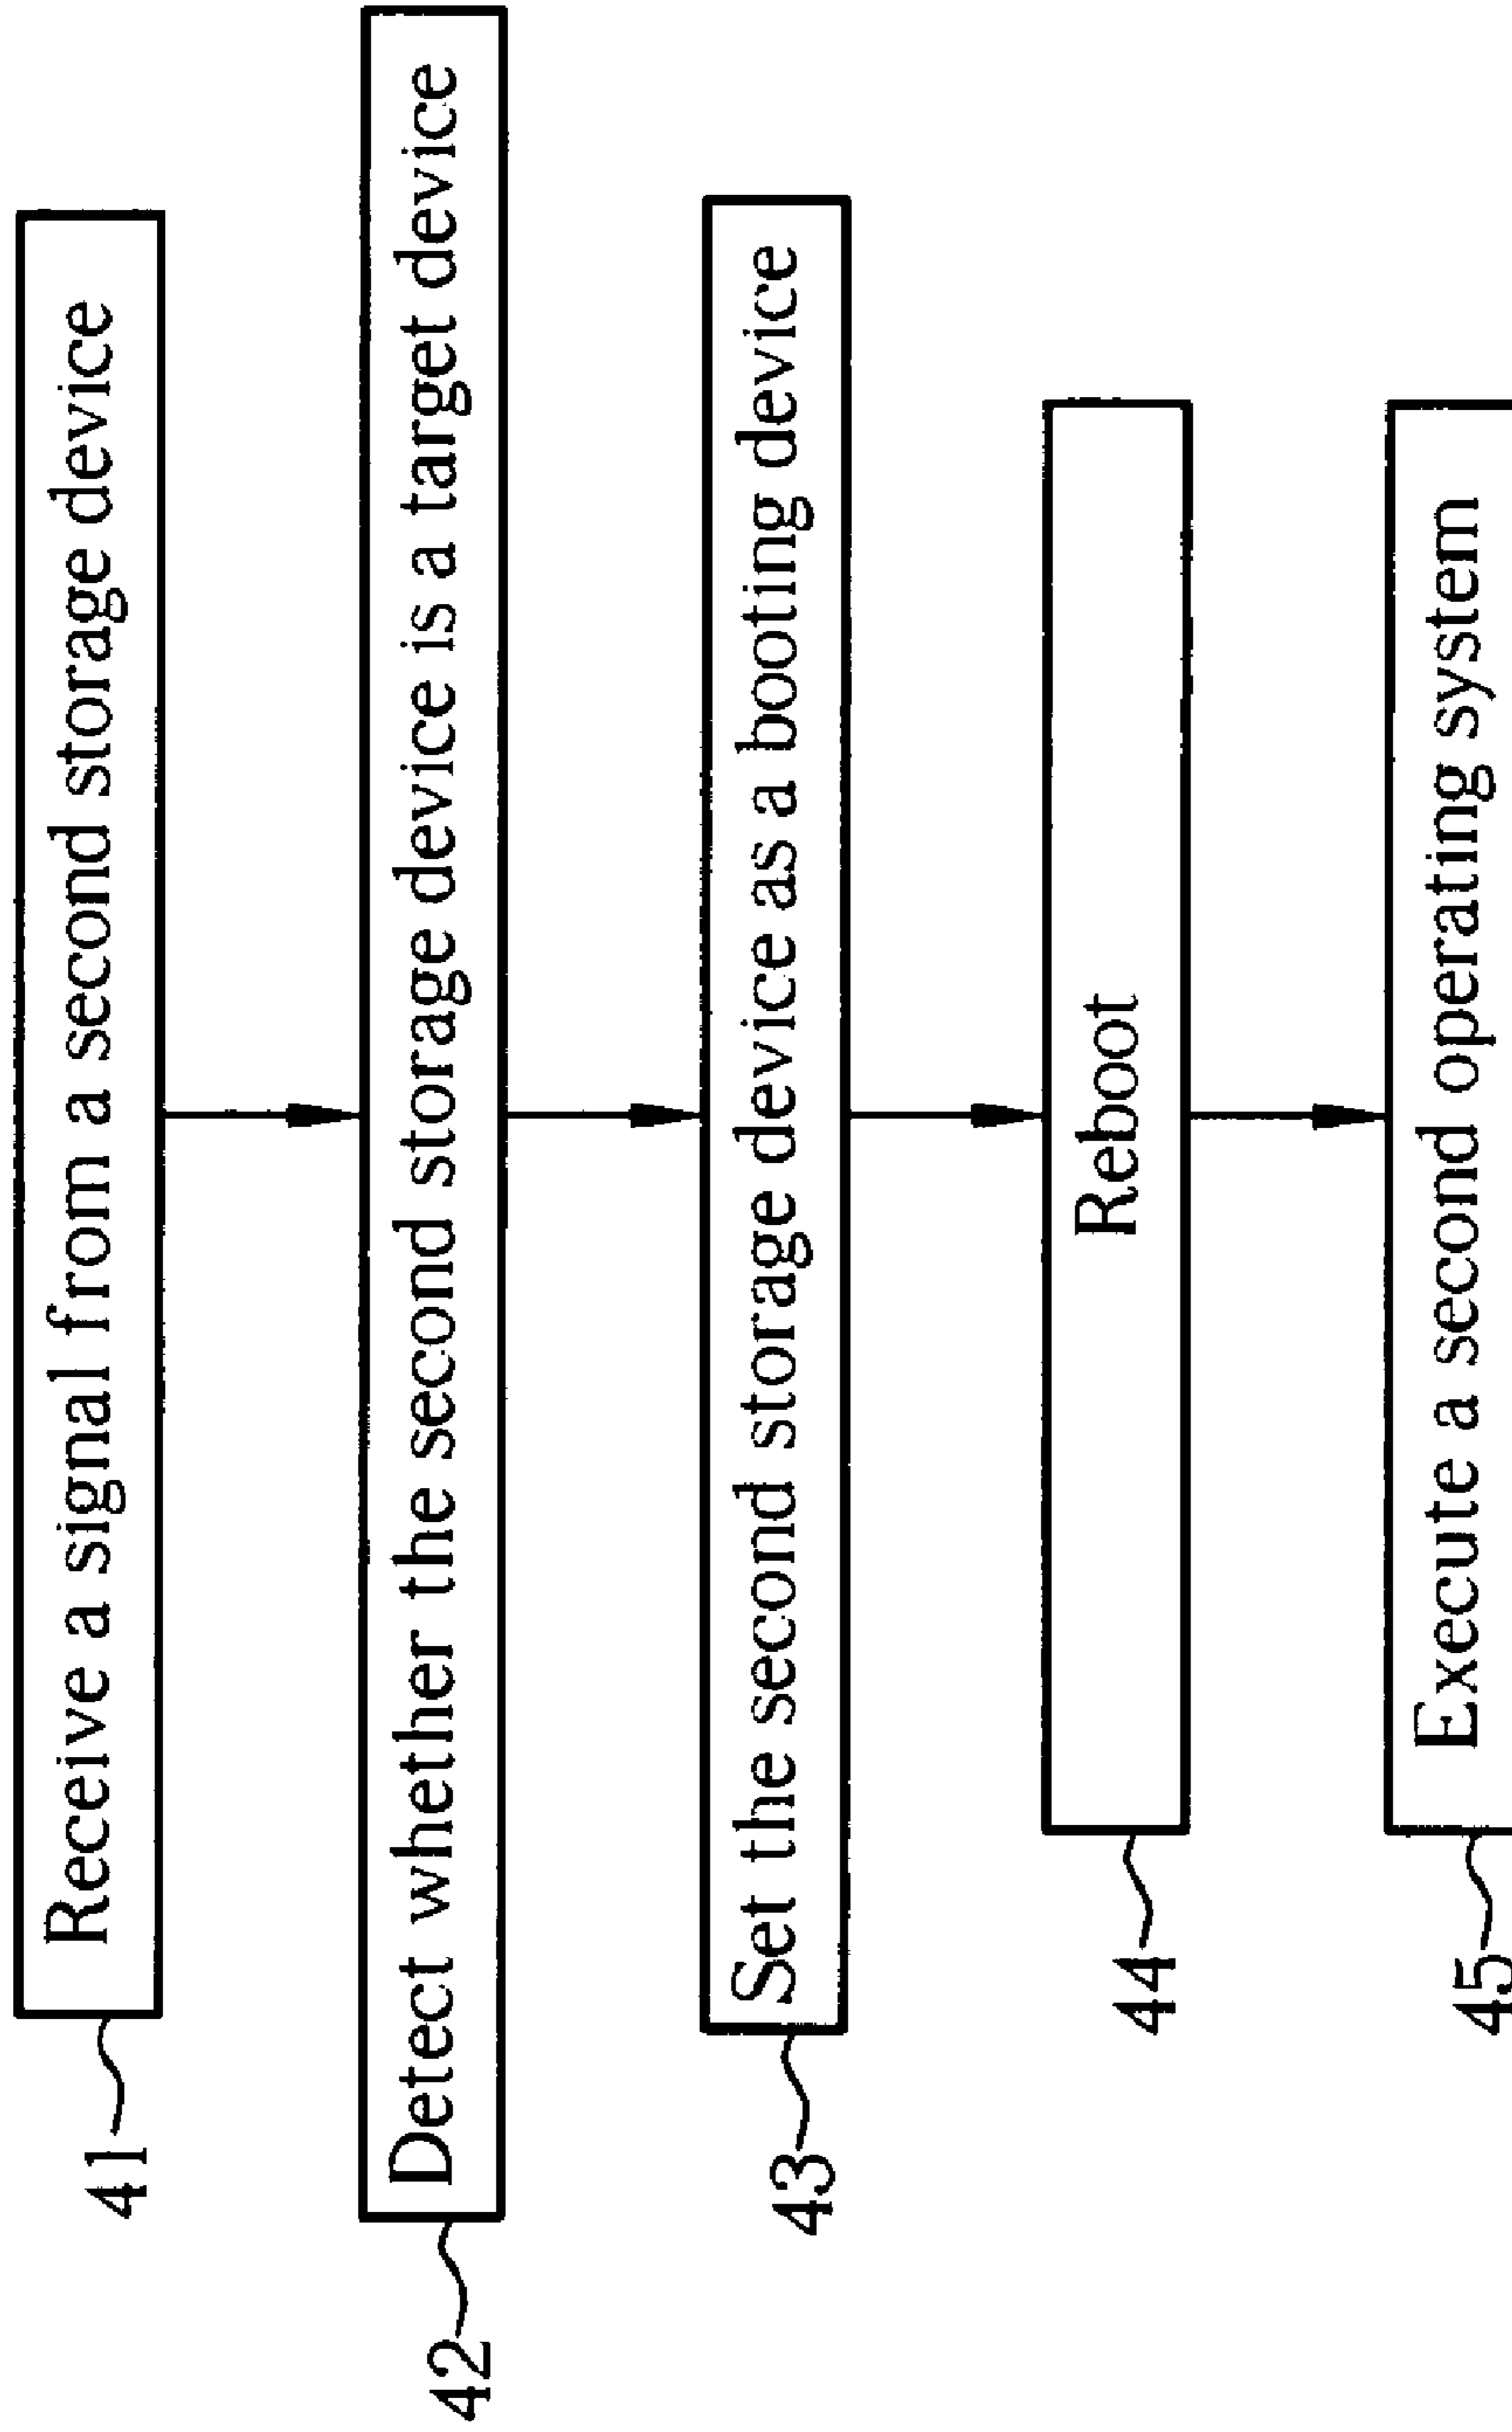 Receive a signal from a second storage device
41
Detect whether the second storage device is a target device
42
Set the second storage device as a booting device
43
Reboot
44
Execute a second operating system
45